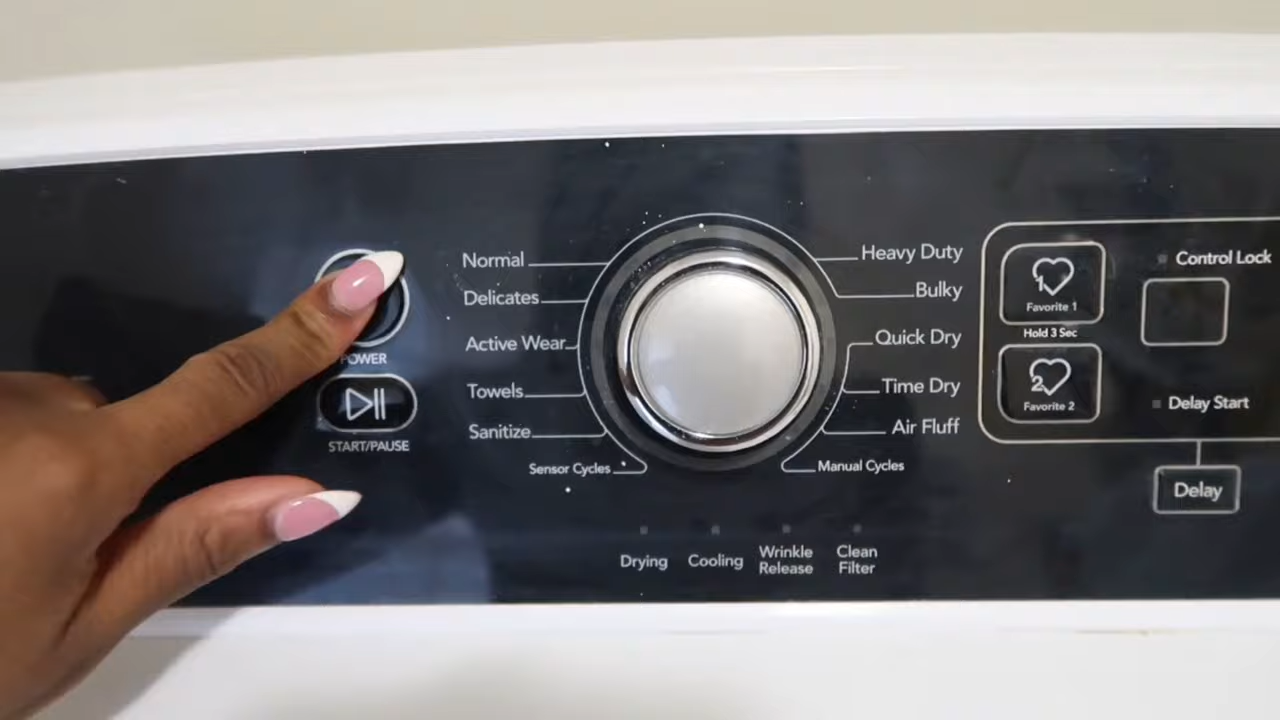 POWER
START/PAUSE
Normal
Delicates
Active Wear
Towels
Sanitize
Sensor Cycles
Heavy Duty
Bulky
Quick Dry
Time Dry
Air Fluff
Manual Cycles
Drying
Cooling
Wrinkle
Release
Clean
Filter
1
Favorite 1
Hold 3 Sec
2
Favorite 2
Control Lock
Delay Start
Delay